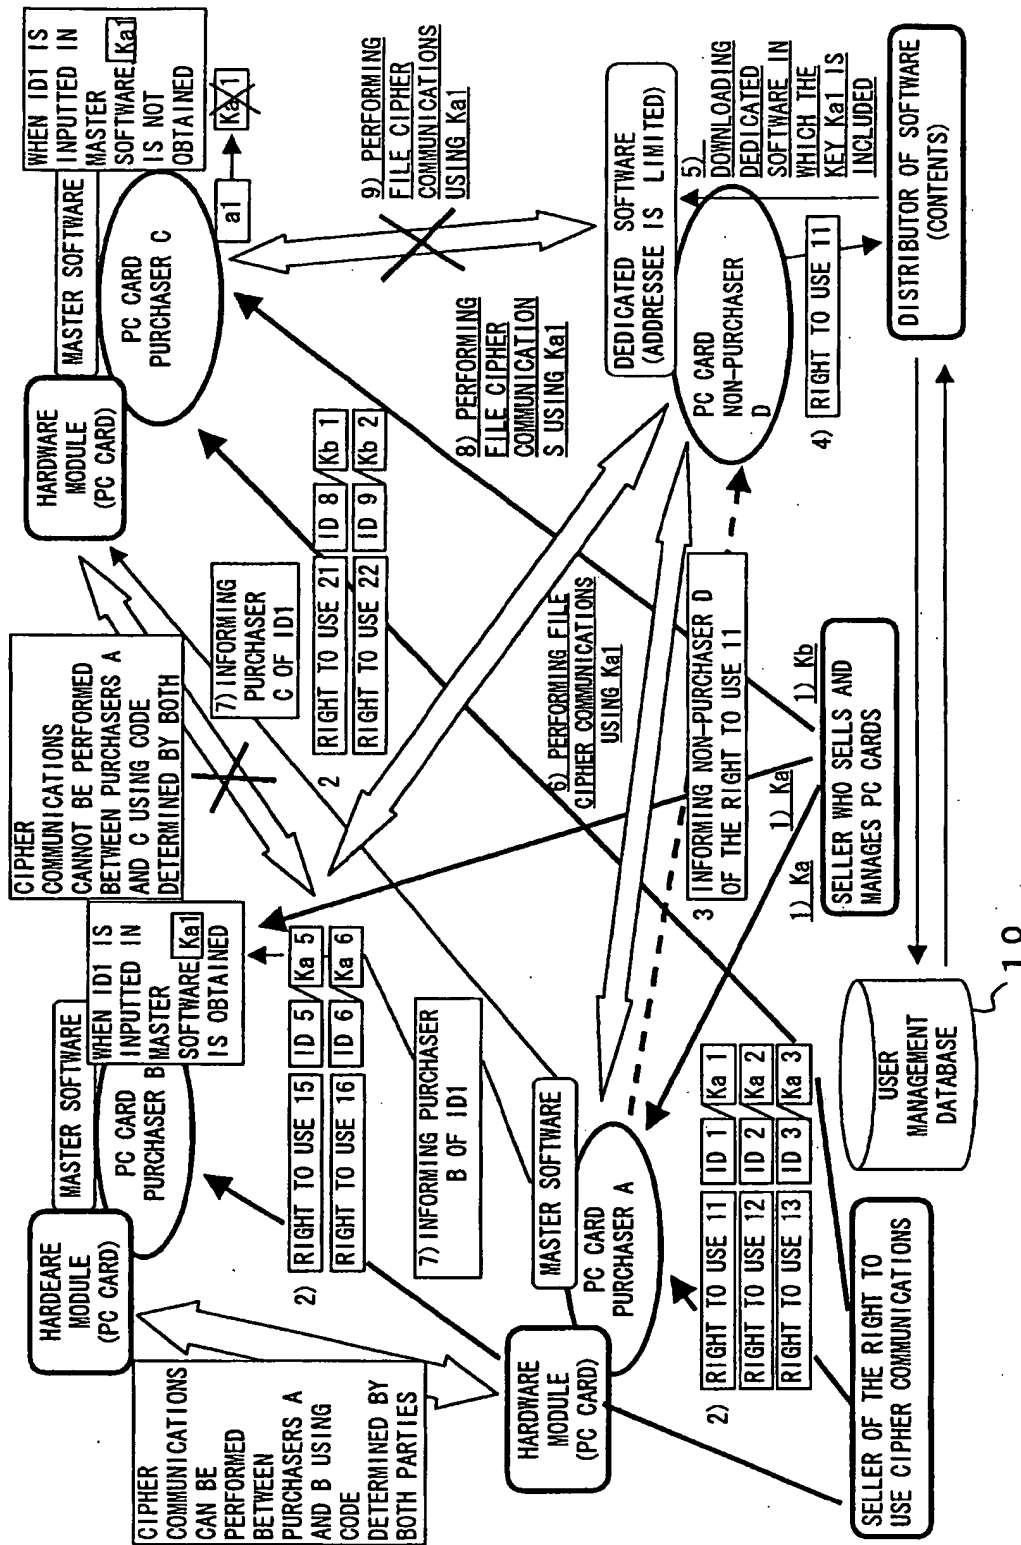 CIPHER
COMMUNICATIONS
CAN BE
PERFORMED
BETWEEN
PURCHASERS A
AND B USING
CODE
DETERMINED BY
BOTH PARTIES
HARDEARE
MODULE
(PC CARD)
MASTER SOFTWARE
PC CARD
PURCHASER B
WHEN ID1 IS
INPUTTED IN
MASTER
SOFTWARE, Ka1
IS OBTAINED
CIPHER
COMMUNICATIONS
CANNOT BE PERFORMED
BETWEEN PURCHASERS A
AND C USING CODE
DETERMINED BY BOTH
HARDWARE
MODULE
(PC CARD)
MASTER SOFTWARE
PC CARD
PURCHASER C
WHEN ID1 IS
INPUTTED IN
MASTER
SOFTWARE, Ka1
IS NOT
OBTAINED
a1
Ka 1
2)
RIGHT TO USE 15 ID 5 Ka 5
RIGHT TO USE 16 ID 6 Ka 6
7) INFORMING PURCHASER
B OF ID1
7) INFORMING
PURCHASER
C OF ID1
2
RIGHT TO USE 21 ID 8 Kb 1
RIGHT TO USE 22 ID 9 Kb 2
9) PERFORMING
FILE CIPHER
COMMUNICATIONS
USING Ka1
8) PERFORMING
FILE CIPHER
COMMUNICATION
S USING Ka1
6) PERFORMING FILE
CIPHER COMMUNICATIONS
USING Ka1
HARDWARE
MODULE
(PC CARD)
MASTER SOFTWARE
PC CARD
PURCHASER A
3 INFORMING NON-PURCHASER D
OF THE RIGHT TO USE 11
DEDICATED SOFTWARE
(ADDRESSEE IS LIMITED)
PC CARD
NON-PURCHASER
D
5)
DOWNLOADING
DEDICATED
SOFTWARE IN
WHICH THE
KEY Ka1 IS
INCLUDED
4) RIGHT TO USE 11
2)
RIGHT TO USE 11 ID 1 Ka 1
RIGHT TO USE 12 ID 2 Ka 2
RIGHT TO USE 13 ID 3 Ka 3
1) Ka
1) Ka
1) Kb
SELLER OF THE RIGHT TO
USE CIPHER COMMUNICATIONS
USER
MANAGEMENT
DATABASE
10
SELLER WHO SELLS AND
MANAGES PC CARDS
DISTRIBUTOR OF SOFTWARE
(CONTENTS)